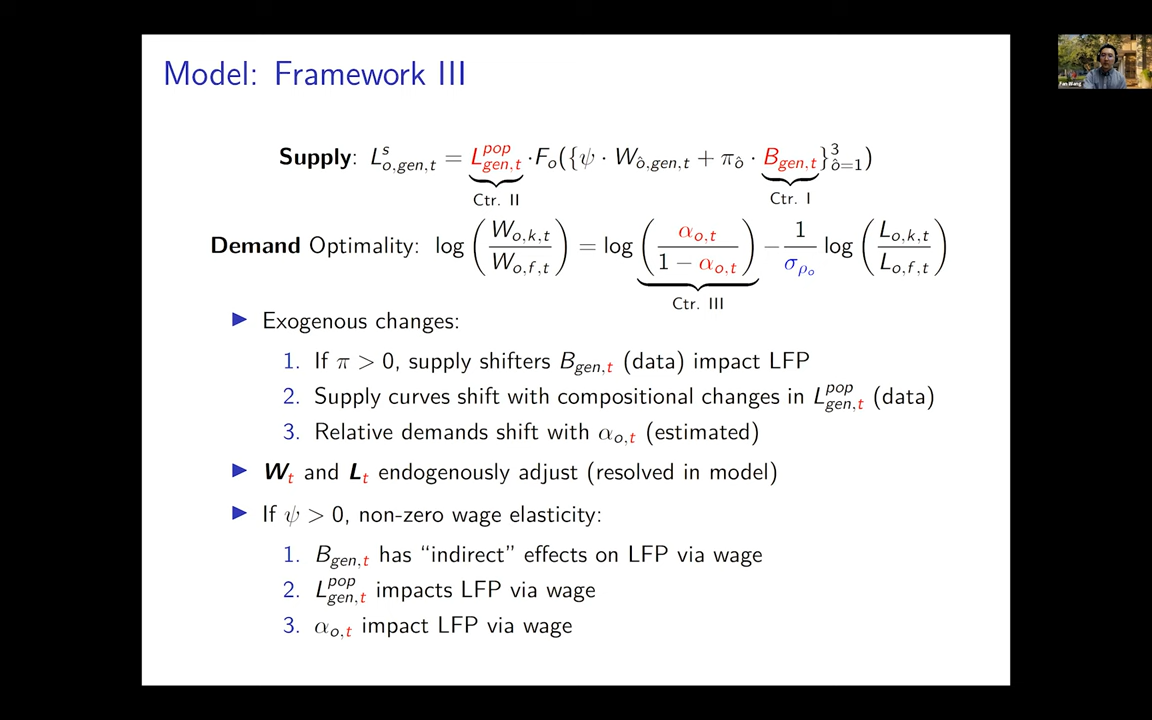 Model: Framework III
Supply: L^s_{o,gen,t} = L^{pop}_{gen,t} · F_o({ψ · W_{ô,gen,t} + π_ô · B_{gen,t}}^3_{ô=1})
Ctr. II Ctr. I
Demand Optimality: log (W_{o,k,t} / W_{o,f,t}) = log (α_{o,t} / 1 − α_{o,t}) − 1/σ_{ρ_o} log (L_{o,k,t} / L_{o,f,t})
Ctr. III
▶ Exogenous changes:
1. If π > 0, supply shifters B_{gen,t} (data) impact LFP
2. Supply curves shift with compositional changes in L^{pop}_{gen,t} (data)
3. Relative demands shift with α_{o,t} (estimated)
▶ W_t and L_t endogenously adjust (resolved in model)
▶ If ψ > 0, non-zero wage elasticity:
1. B_{gen,t} has “indirect” effects on LFP via wage
2. L^{pop}_{gen,t} impacts LFP via wage
3. α_{o,t} impact LFP via wage
Fan Wang